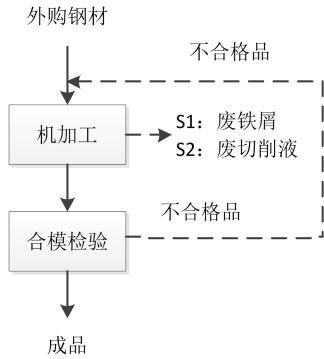 外购钢材
不合格品
机加工
S1：废铁屑
S2：废切削液
不合格品
合模检验
成品